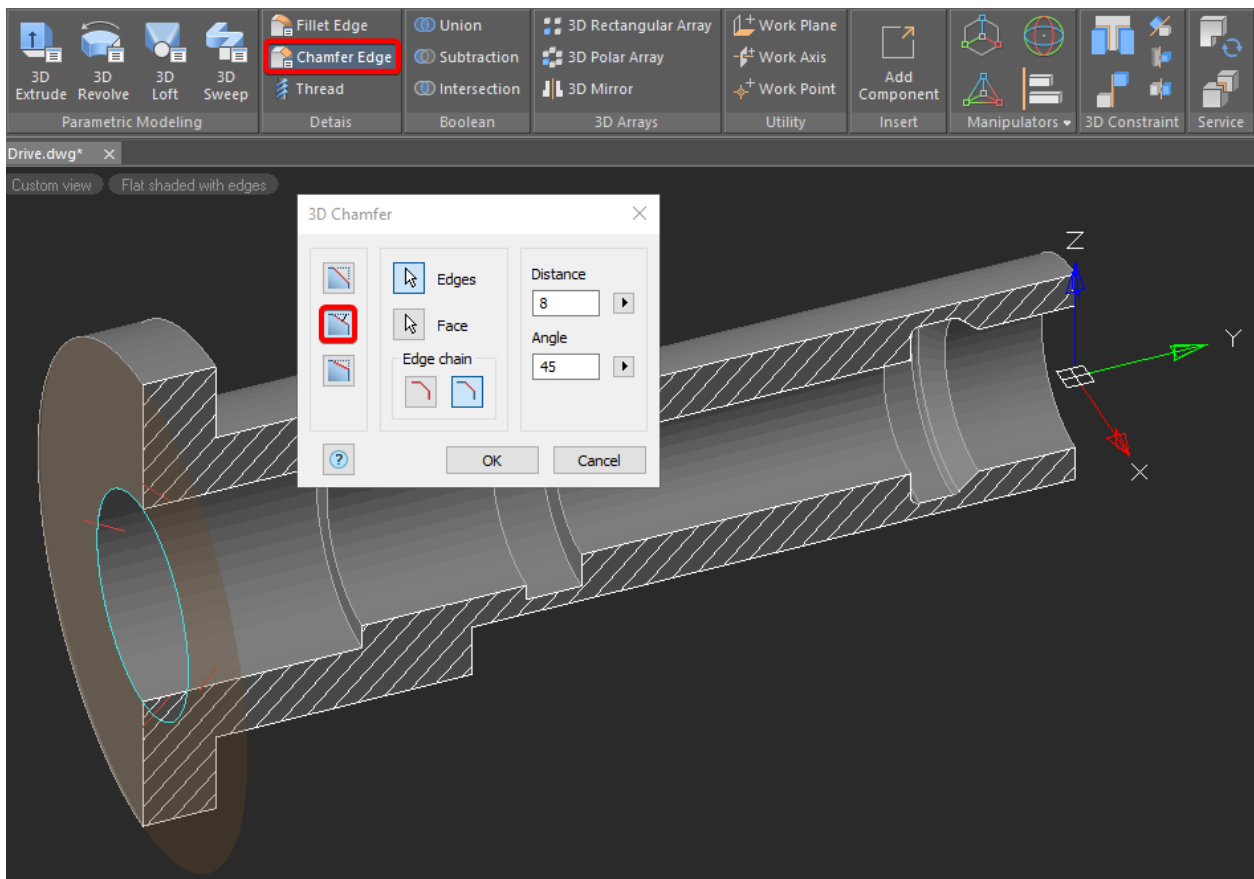 Fillet Edge Union 3D Rectangular Array Work Plane
Chamfer Edge Subtraction 3D Polar Array Work Axis
3D Extrude 3D Revolve 3D Loft 3D Sweep Thread Intersection 3D Mirror Work Point Add Component
Parametric Modeling Detais Boolean 3D Arrays Utility Insert Manipulators 3D Constraint Service
Drive.dwg* ×
Custom view Flat shaded with edges
3D Chamfer
Edges
Distance
8
Face
Angle
Edge chain
45
? OK Cancel
Z
Y
X